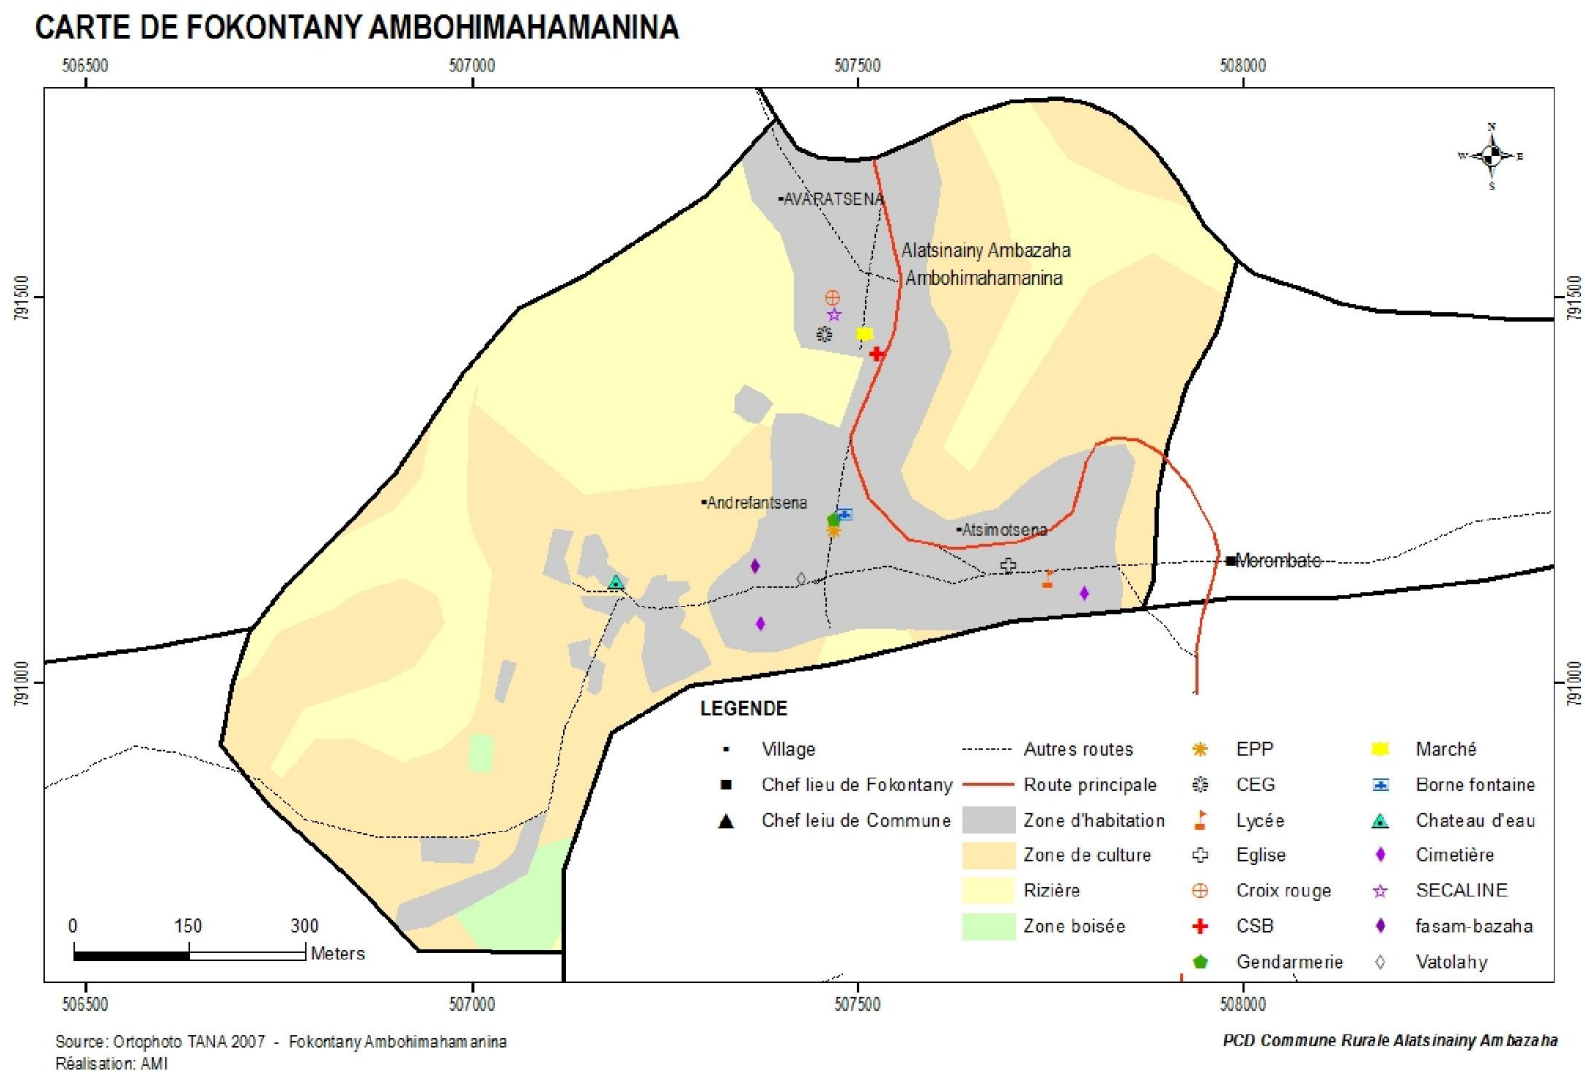 CARTE DE FOKONTANY AMBOHIMAHAMANINA
506500 507000 507500 508000
N
W E
S
AVARATSENA
Alatsinainy Ambazaha
Ambohimahamanina
791500 791500
Andrefantsena
Atsimotsena
Morombato
791000 791000
LEGENDE
Village
Chef lieu de Fokontany
Chef leiu de Commune
Autres routes
Route principale
Zone d'habitation
Zone de culture
Rizière
Zone boisée
EPP
CEG
Lycée
Eglise
Croix rouge
CSB
Gendarmerie
Marché
Borne fontaine
Chateau d'eau
Cimetière
SECALINE
fasam-bazaha
Vatolahy
0 150 300
Meters
506500 507000 507500 508000
Source: Ortophoto TANA 2007 - Fokontany Ambohimahamanina
Réalisation: AMI
PCD Commune Rurale Alatsinainy Ambazaha